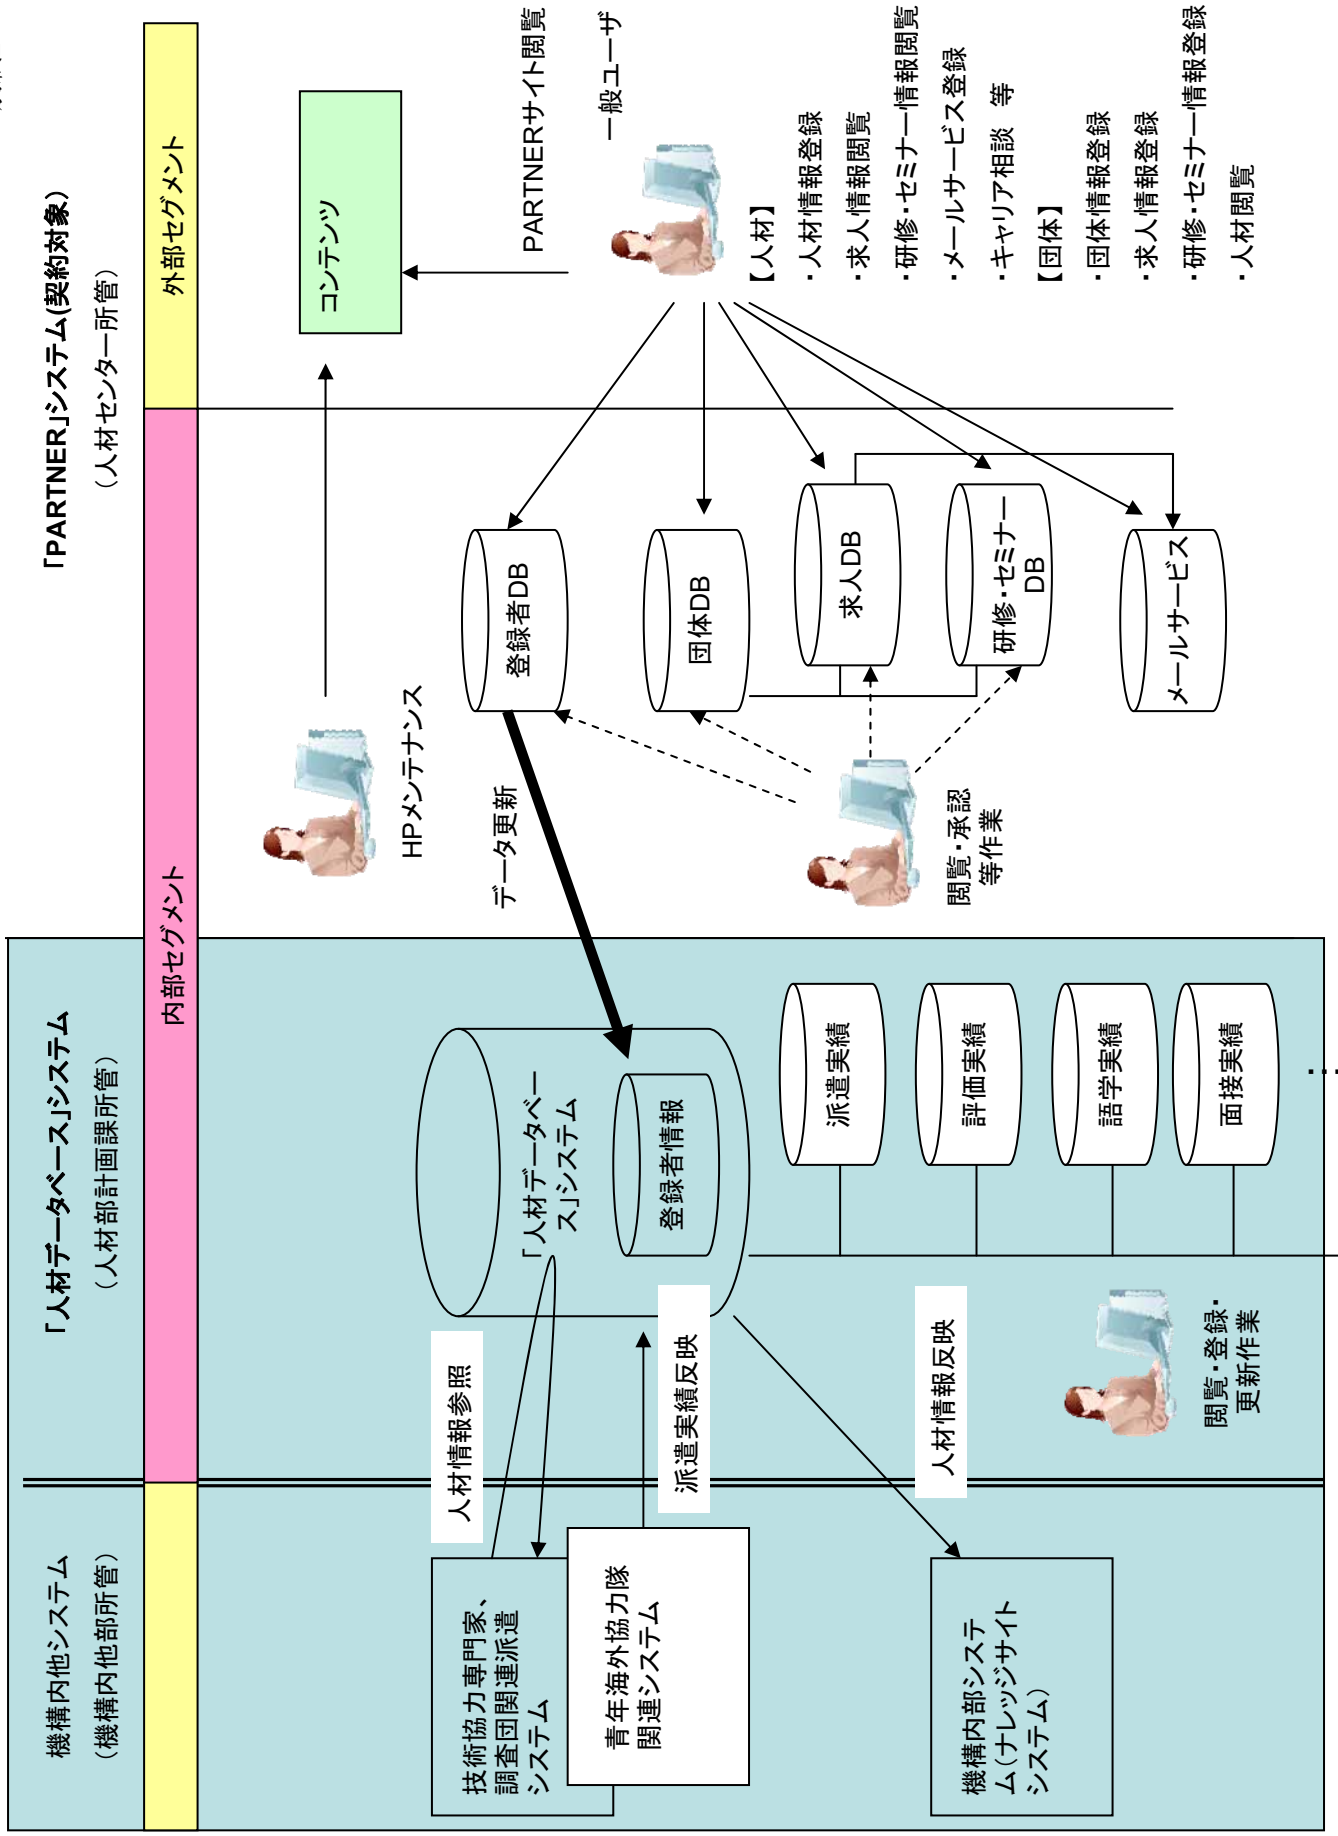 機構内他システム
（機構内他部所管）
「人材データベース」システム
（人材部計画課所管）
「PARTNER」システム(契約対象)
（人材センター所管）
内部セグメント
外部セグメント
技術協力専門家、
調査団関連派遣
システム
青年海外協力隊
関連システム
機構内部システ
ム（ナレッジサイト
システム）
人材情報参照
派遣実績反映
人材情報反映
「人材データベー
ス」システム
登録者情報
派遣実績
評価実績
語学実績
面接実績
…
閲覧・登録・
更新作業
データ更新
HPメンテナンス
閲覧・承認
等作業
登録者DB
団体DB
求人DB
研修・セミナー
DB
メールサービス
コンテンツ
PARTNERサイト閲覧
一般ユーザ
【人材】
・人材情報登録
・求人情報閲覧
・研修・セミナー情報閲覧
・メールサービス登録
・キャリア相談　等
【団体】
・団体情報登録
・求人情報登録
・研修・セミナー情報登録
・人材閲覧